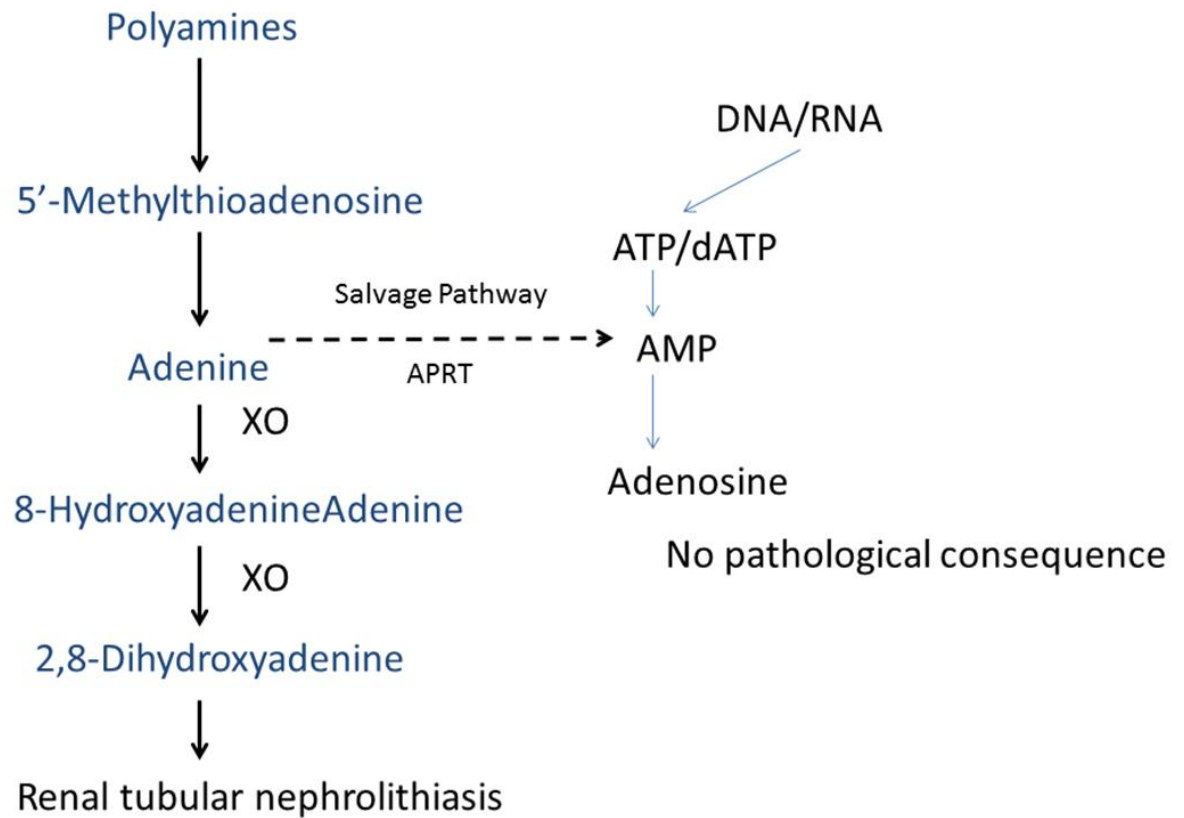 Polyamines
DNA/RNA
5’-Methylthioadenosine
ATP/dATP
Salvage Pathway
AMP
Adenine
APRT
XO
Adenosine
8-HydroxyadenineAdenine
No pathological consequence
XO
2,8-Dihydroxyadenine
Renal tubular nephrolithiasis